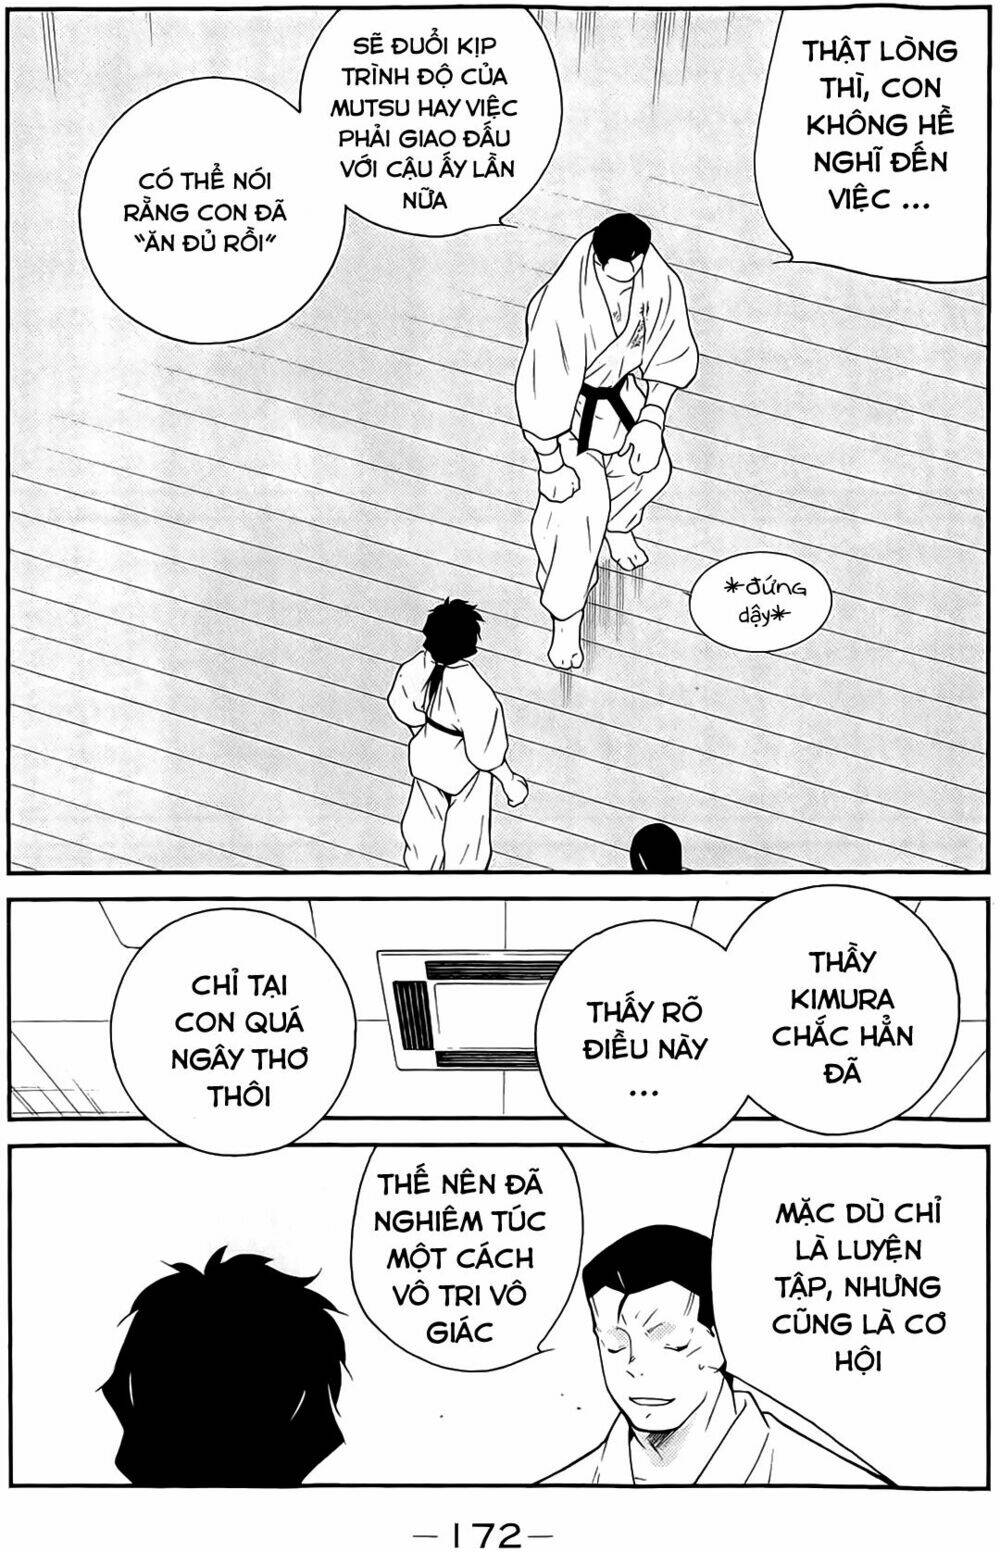 THẬT LÒNG
THÌ, CON
KHÔNG HỀ
NGHĨ ĐẾN
VIỆC ...
SẼ ĐUỔI KỊP
TRÌNH ĐỘ CỦA
MUTSU HAY VIỆC
PHẢI GIAO ĐẤU
VỚI CẬU ẤY LẦN
NỮA
CÓ THỂ NÓI
RẰNG CON ĐÃ
“ĂN ĐỦ RỒI”
*đứng
dậy*
THẦY
KIMURA
CHẮC HẲN
ĐÃ
THẤY RÕ
ĐIỀU NÀY
...
CHỈ TẠI
CON QUÁ
NGÂY THƠ
THÔI
MẶC DÙ CHỈ
LÀ LUYỆN
TẬP, NHƯNG
CŨNG LÀ CƠ
HỘI
THẾ NÊN ĐÃ
NGHIÊM TÚC
MỘT CÁCH
VÔ TRI VÔ
GIÁC
—172—